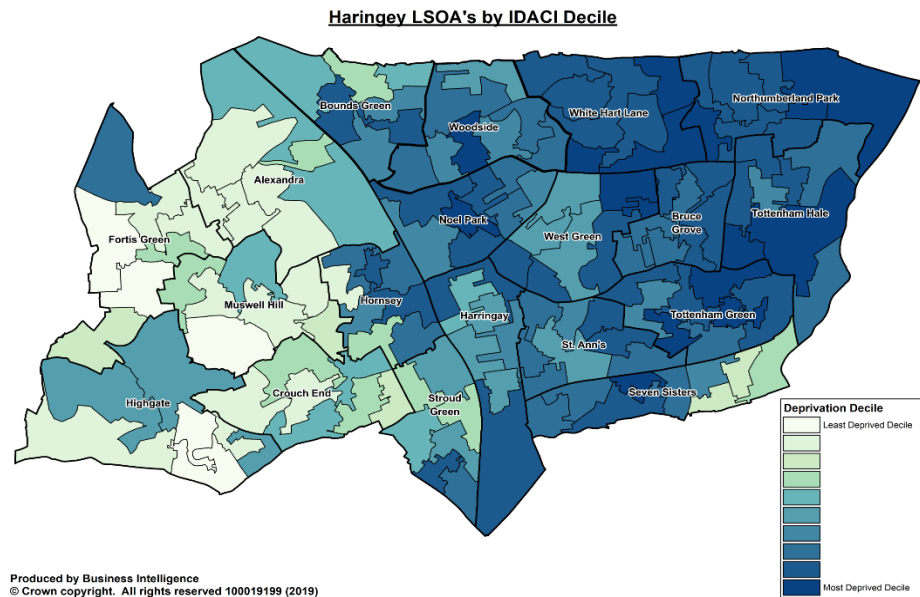 Haringey LSOA's by IDACI Decile
Bounds Green
Woodside
White Hart Lane
Northumberland Park
Alexandra
Fortis Green
Noel Park
West Green
Bruce
Grove
Tottenham Hale
Muswell Hill
Hornsey
Harringay
St. Ann's
Tottenham Green
Highgate
Crouch End
Stroud
Green
Seven Sisters
Deprivation Decile
Least Deprived Decile
Most Deprived Decile
Produced by Business Intelligence
© Crown copyright. All rights reserved 100019199 (2019)